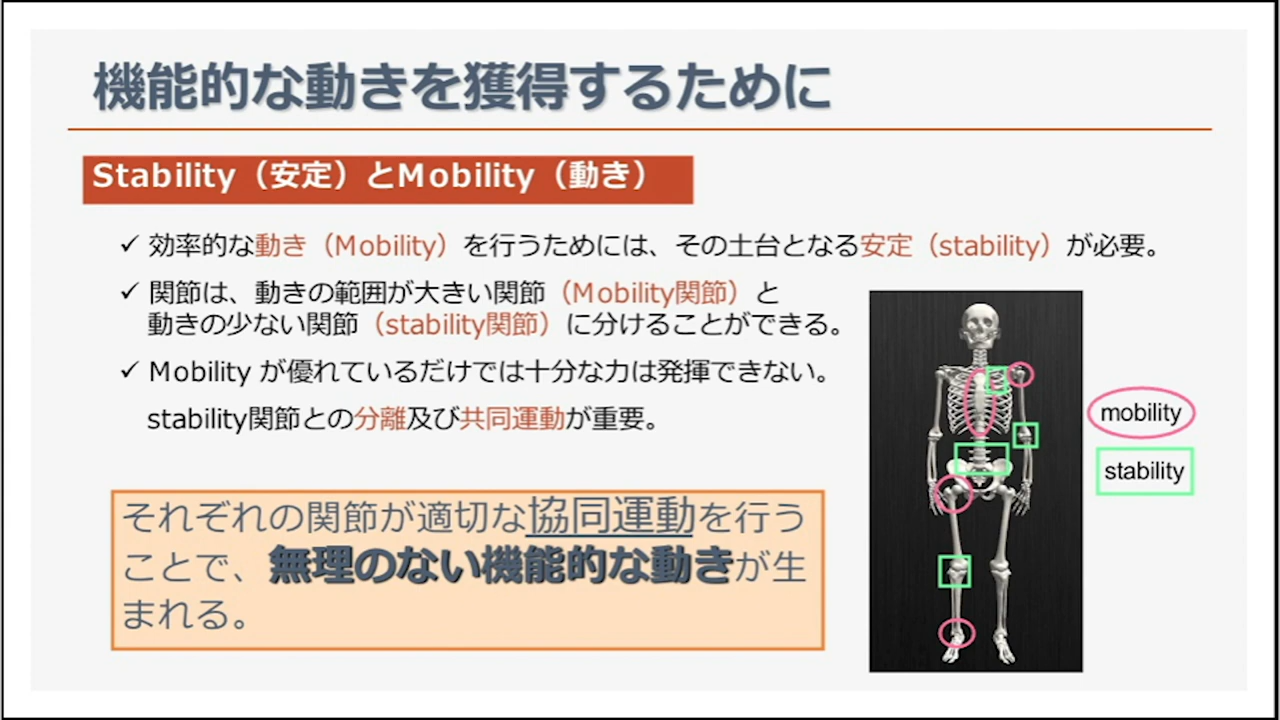 機能的な動きを獲得するために
Stability（安定）とMobility（動き）
✓ 効率的な動き（Mobility）を行うためには、その土台となる安定（stability）が必要。
✓ 関節は、動きの範囲が大きい関節（Mobility関節）と
動きの少ない関節（stability関節）に分けることができる。
✓ Mobility が優れているだけでは十分な力は発揮できない。
stability関節との分離及び共同運動が重要。
それぞれの関節が適切な協同運動を行う
ことで、無理のない機能的な動きが生
まれる。
mobility
stability